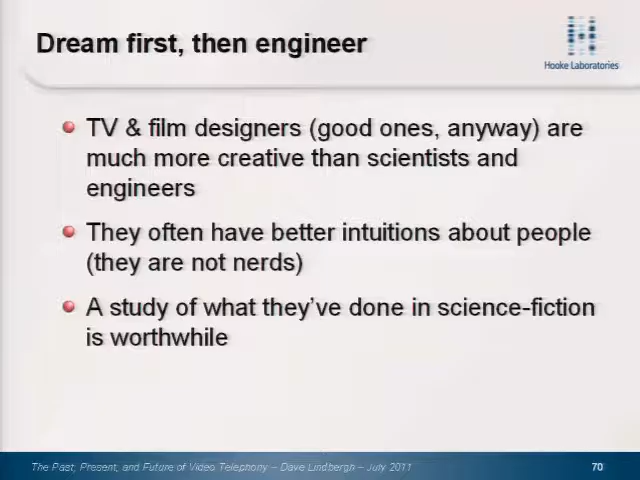 Dream first, then engineer
Hooke Laboratories
TV & film designers (good ones, anyway) are
much more creative than scientists and
engineers
They often have better intuitions about people
(they are not nerds)
A study of what they've done in science-fiction
is worthwhile
The Past, Present, and Future of Video Telephony – Dave Lindbergh – July 2011
70